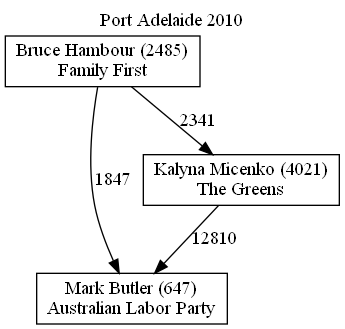 Port Adelaide 2010
Bruce Hambour (2485)
Family First
2341
Kalyna Micenko (4021)
The Greens
1847
12810
Mark Butler (647)
Australian Labor Party